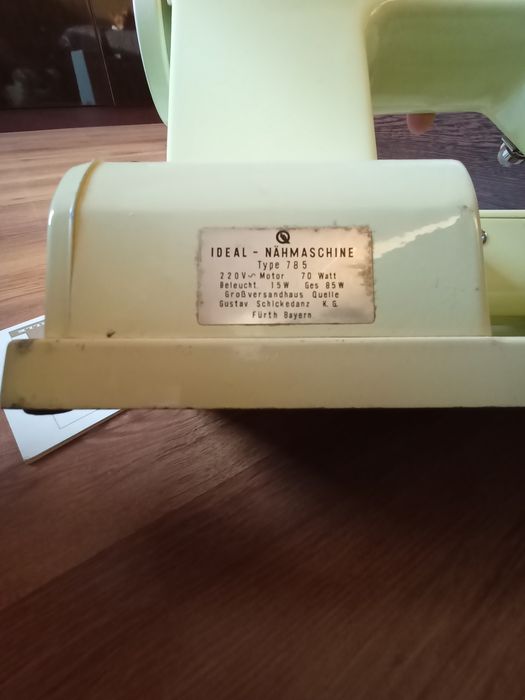 IDEAL - NÄHMASCHINE
Type 785
220V~ Motor 70 Watt
Beleucht. 15W Ges 85W
Großversandhaus Quelle
Gustav Schickedanz K.G.
Fürth Bayern